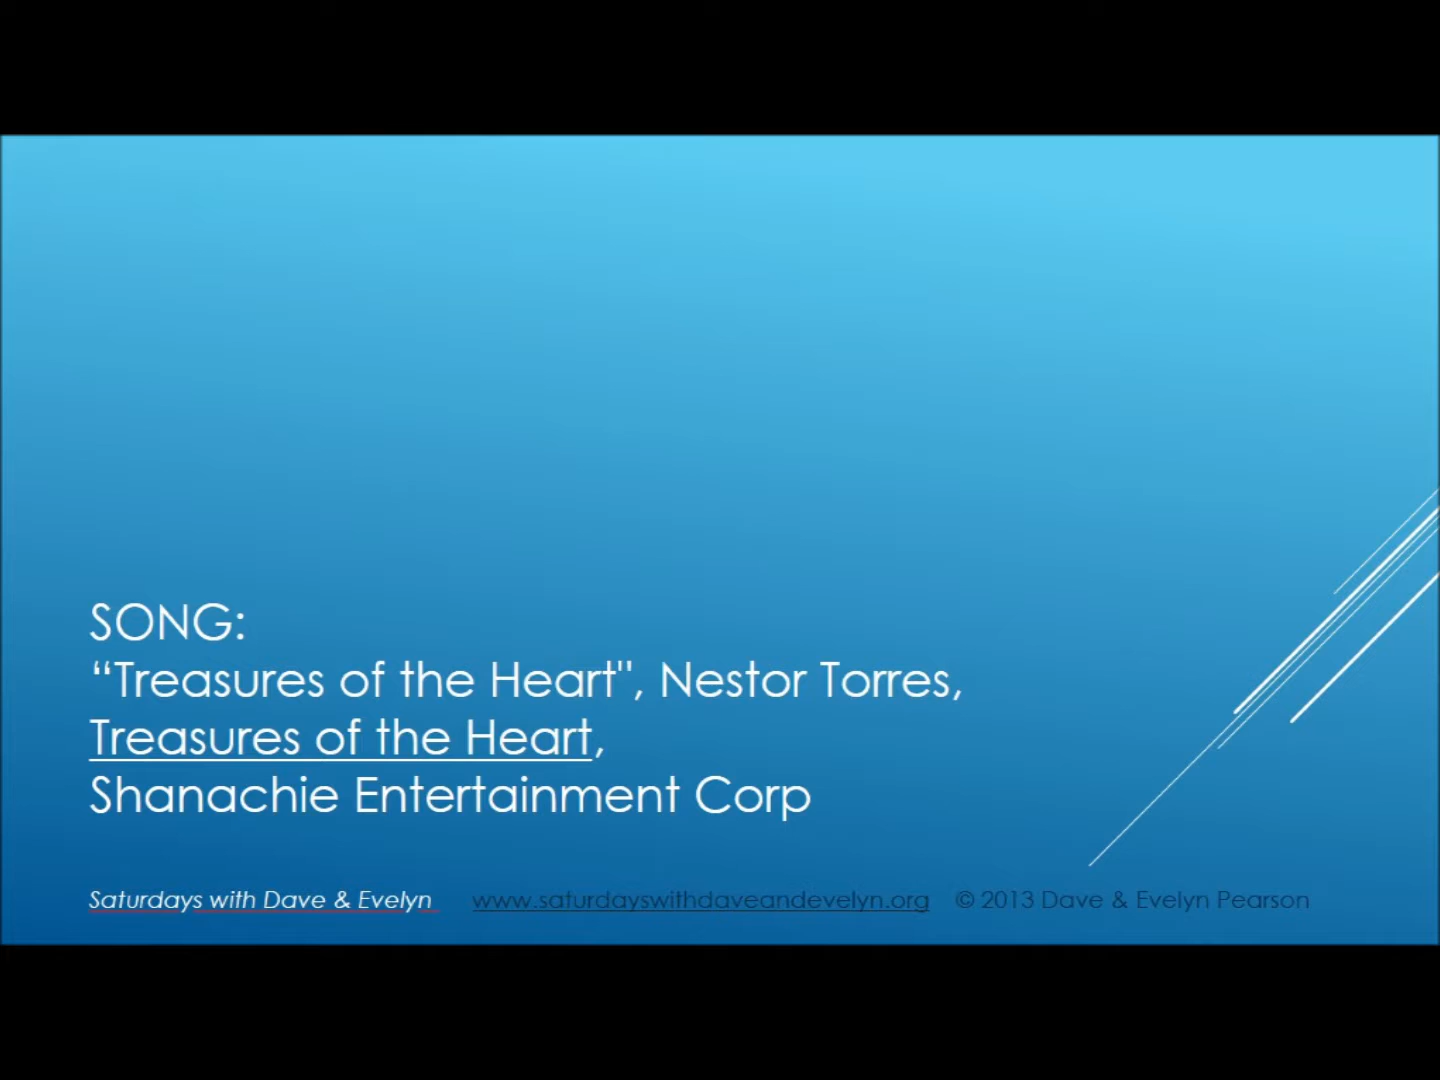 SONG:
“Treasures of the Heart", Nestor Torres,
Treasures of the Heart,
Shanachie Entertainment Corp
Saturdays with Dave & Evelyn www.saturdayswithdaveandevelyn.org © 2013 Dave & Evelyn Pearson